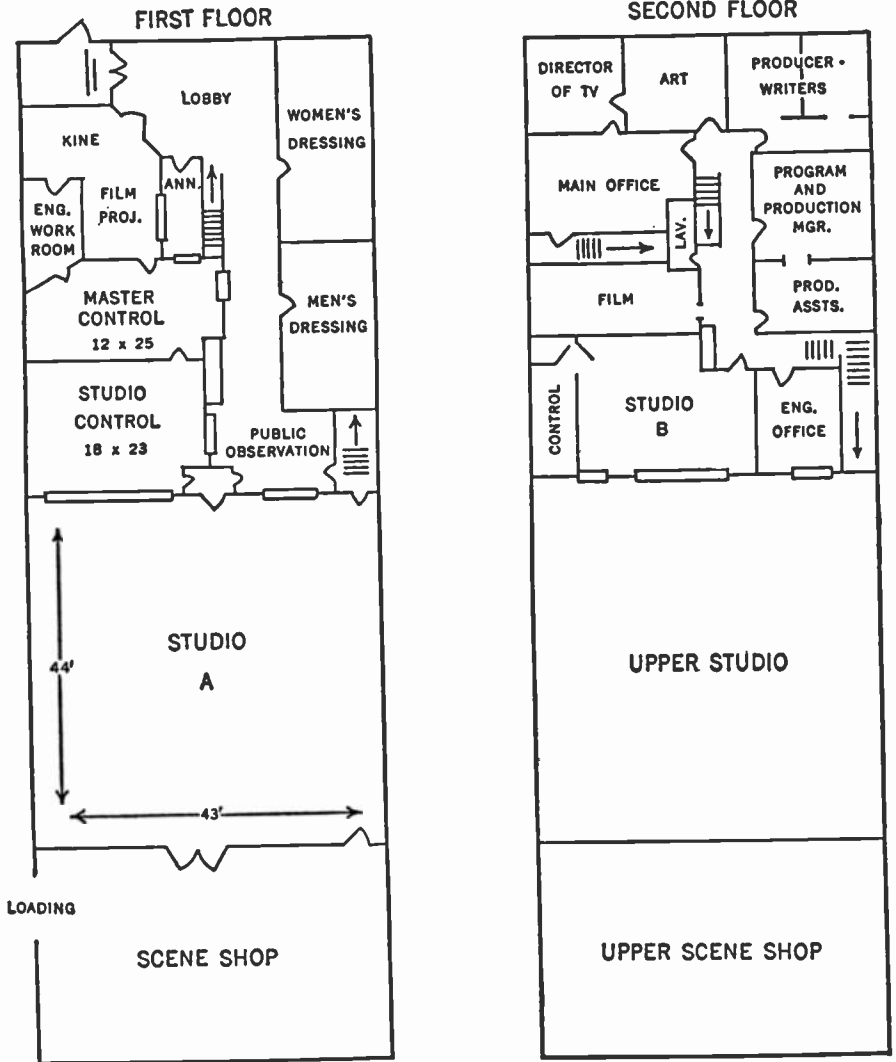 FIRST FLOOR
LOBBY
WOMEN'S
DRESSING
KINE
ANN.
FILM
PROJ.
ENG.
WORK
ROOM
MASTER
CONTROL
12 x 25
MEN'S
DRESSING
STUDIO
CONTROL
18 x 23
PUBLIC
OBSERVATION
STUDIO
A
44'
43'
LOADING
SCENE SHOP
SECOND FLOOR
DIRECTOR
OF TV
ART
PRODUCER -
WRITERS
MAIN OFFICE
PROGRAM
AND
PRODUCTION
MGR.
LAV.
FILM
PROD.
ASSTS.
CONTROL
STUDIO
B
ENG.
OFFICE
UPPER STUDIO
UPPER SCENE SHOP